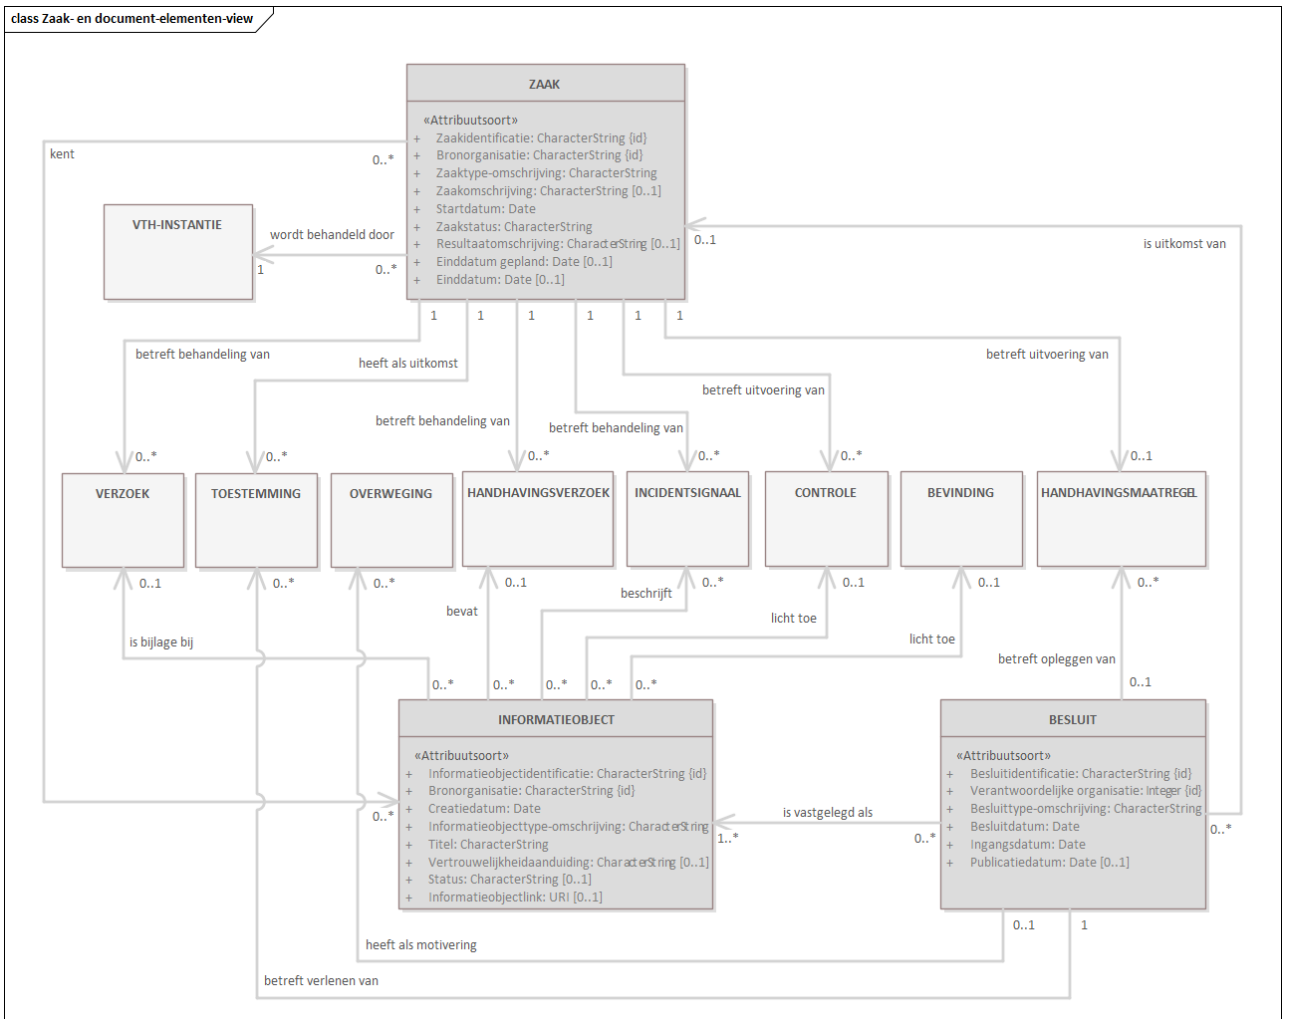 class Zaak- en document-elementen-view
ZAAK
«Attribuutsoort»
+ Zaakidentificatie: CharacterString {id}
+ Bronorganisatie: CharacterString {id}
+ Zaaktype-omschrijving: CharacterString
+ Zaakomschrijving: CharacterString [0..1]
+ Startdatum: Date
+ Zaakstatus: CharacterString
+ Resultaatomschrijving: CharacterString [0..1]
+ Einddatum gepland: Date [0..1]
+ Einddatum: Date [0..1]
kent
0..*
VTH-INSTANTIE
wordt behandeld door
1
0..*
0..1
is uitkomst van
1
1
1
1
1
1
betreft behandeling van
heeft als uitkomst
betreft behandeling van
betreft behandeling van
betreft uitvoering van
betreft uitvoering van
0..*
0..*
0..*
0..*
0..*
0..1
VERZOEK
TOESTEMMING
OVERWEGING
HANDHAVINGSVERZOEK
INCIDENTSIGNAAL
CONTROLE
BEVINDING
HANDHAVINGSMAATREGEL
0..1
0..*
0..*
0..1
0..*
0..1
0..1
0..*
is bijlage bij
bevat
beschrijft
licht toe
licht toe
betreft opleggen van
0..*
0..*
0..*
0..*
0..*
0..1
INFORMATIEOBJECT
«Attribuutsoort»
+ Informatieobjectidentificatie: CharacterString {id}
+ Bronorganisatie: CharacterString {id}
+ Creatiedatum: Date
+ Informatieobjecttype-omschrijving: CharacterString
+ Titel: CharacterString
+ Vertrouwelijkheidaanduiding: CharacterString [0..1]
+ Status: CharacterString [0..1]
+ Informatieobjectlink: URI [0..1]
0..*
is vastgelegd als
1..*
0..*
BESLUIT
«Attribuutsoort»
+ Besluitidentificatie: CharacterString {id}
+ Verantwoordelijke organisatie: Integer {id}
+ Besluittype-omschrijving: CharacterString
+ Besluitdatum: Date
+ Ingangsdatum: Date
+ Publicatiedatum: Date [0..1]
0..*
0..1
1
heeft als motivering
betreft verlenen van